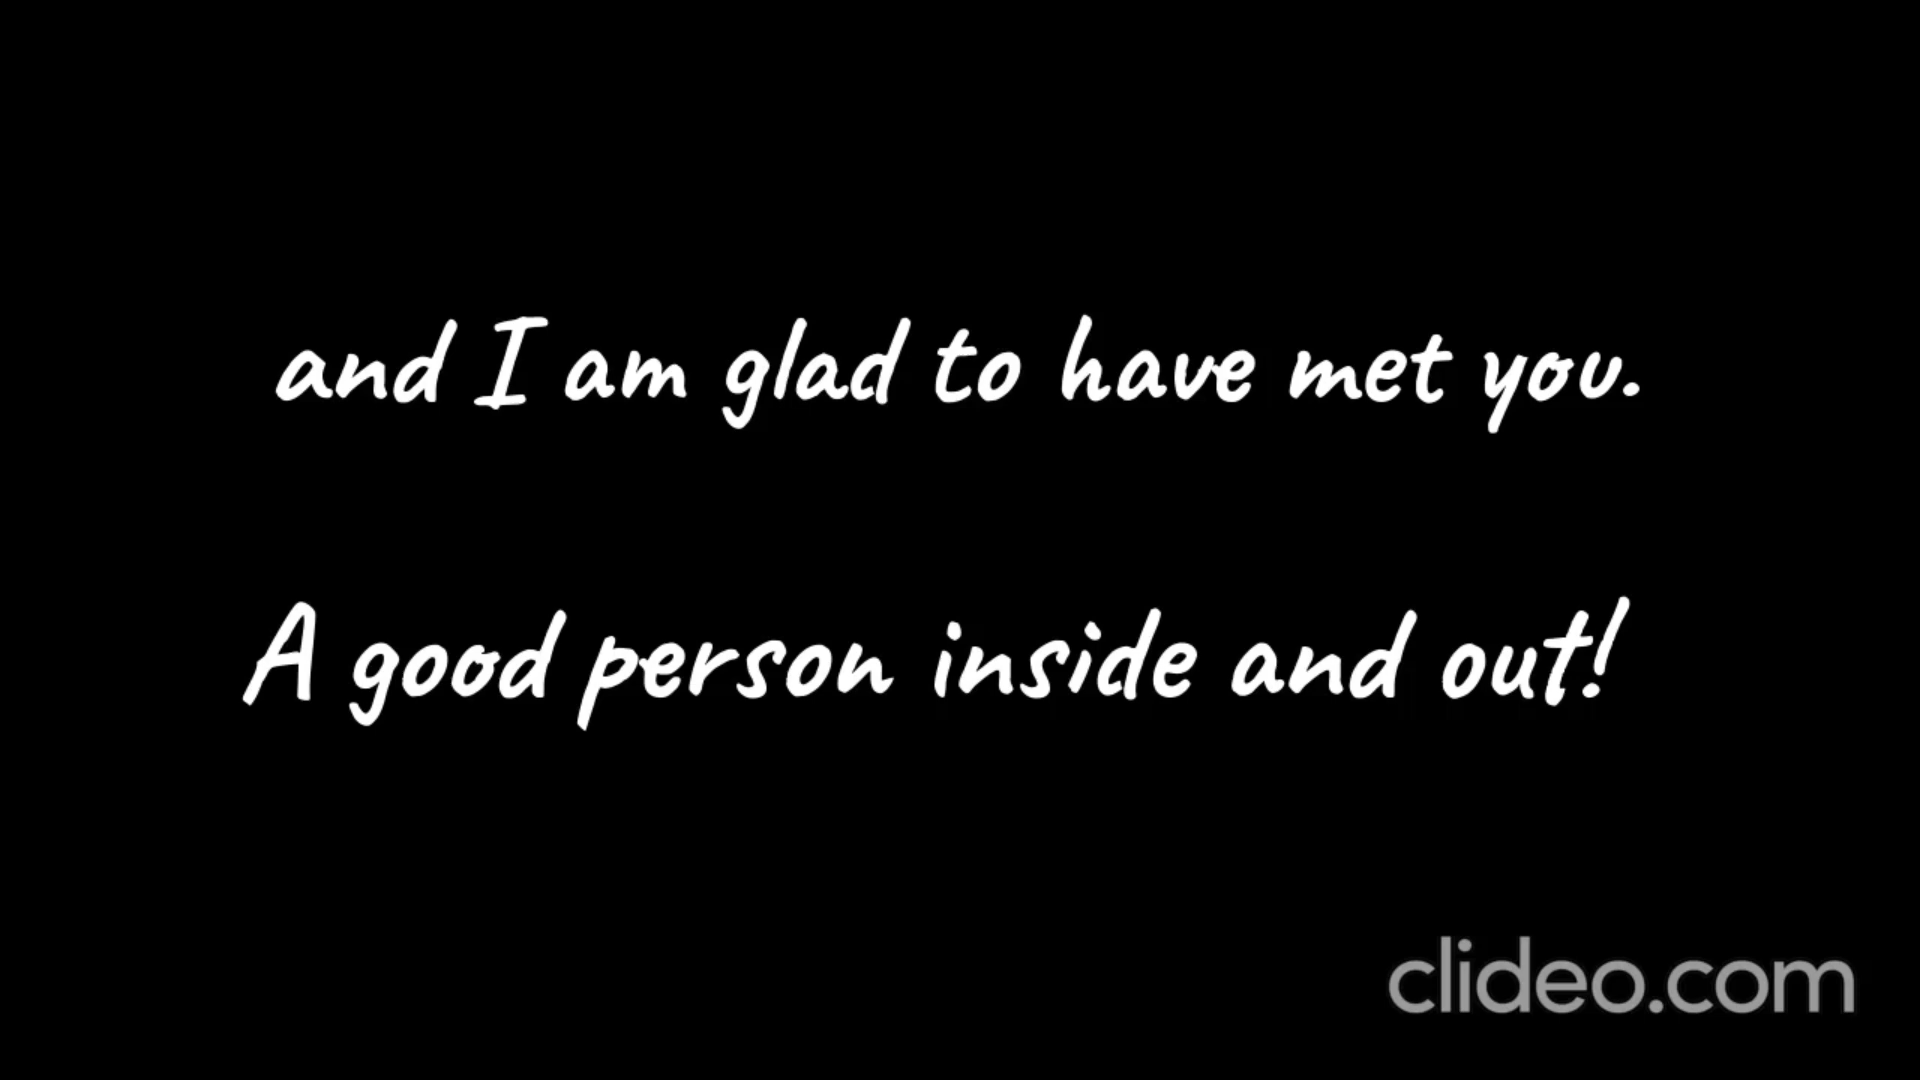 and I am glad to have met you.
A good person inside and out!
clideo.com